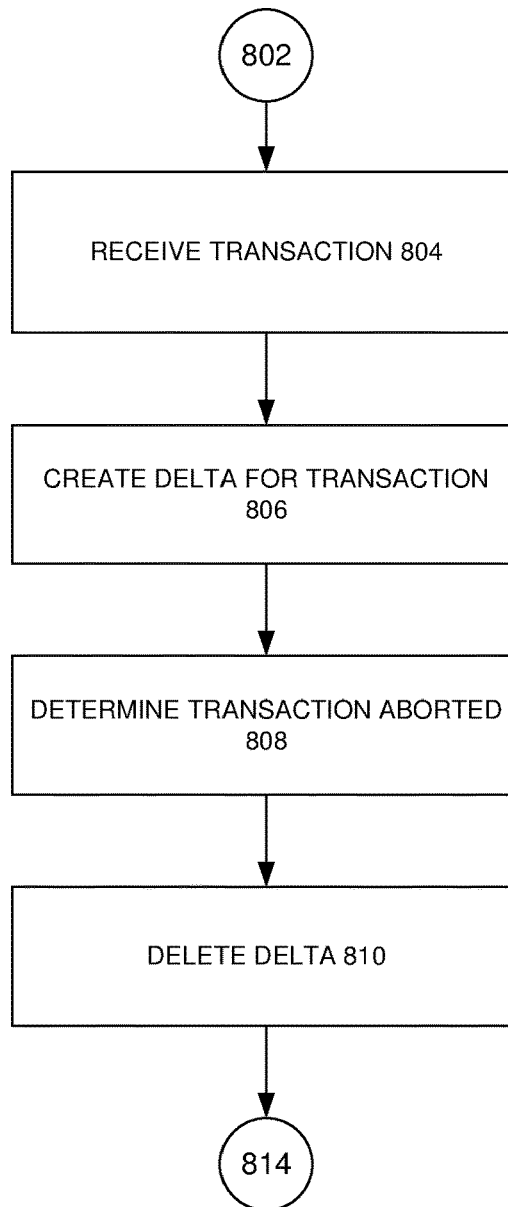 802
RECEIVE TRANSACTION 804
CREATE DELTA FOR TRANSACTION
806
DETERMINE TRANSACTION ABORTED
808
DELETE DELTA 810
814